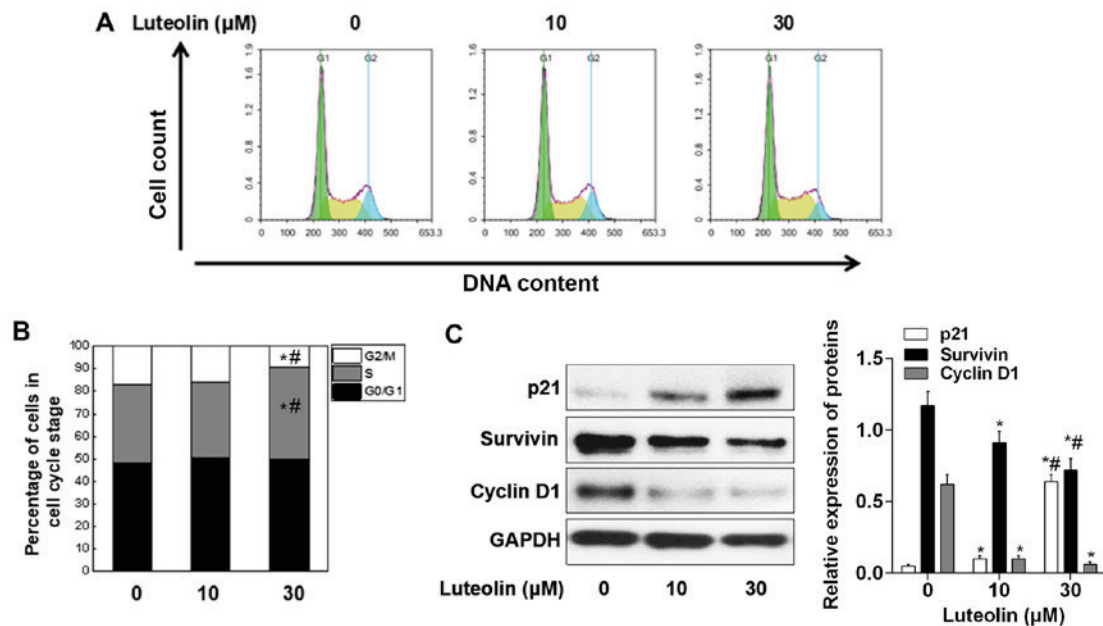 A
Luteolin (µM) 0 10 30
Cell count
1.9
1.6
1.2
0.8
0.4
0
G1 G2
0 100 200 300 400 500 653.3
1.6
1.2
0.8
0.4
0
G1 G2
0 100 200 300 400 500 653.3
1.9
1.6
1.2
0.8
0.4
0
G1 G2
0 100 200 300 400 500 653.3
DNA content
B
Percentage of cells in
cell cycle stage
100
90
80
70
60
50
40
30
20
10
0
*#
*#
G2/M
S
G0/G1
0 10 30
C
p21
Survivin
Cyclin D1
GAPDH
Luteolin (µM) 0 10 30
p21
Survivin
Cyclin D1
Relative expression of proteins
1.5
1.0
0.5
0.0
* * *
*# *# *
0 10 30
Luteolin (µM)